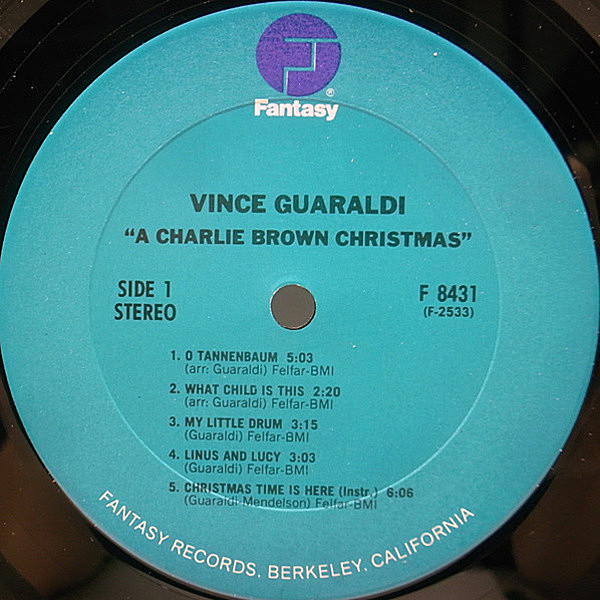 ®
Fantasy
VINCE GUARALDI
“A CHARLIE BROWN CHRISTMAS”
SIDE 1
STEREO
F 8431
(F-2533)
1. O TANNENBAUM 5:03
(arr: Guaraldi) Felfar-BMI
2. WHAT CHILD IS THIS 2:20
(arr: Guaraldi) Felfar-BMI
3. MY LITTLE DRUM 3:15
(Guaraldi) Felfar-BMI
4. LINUS AND LUCY 3:03
(Guaraldi) Felfar-BMI
5. CHRISTMAS TIME IS HERE (Instr.) 6:06
(Guaraldi-Mendelson) Felfar-BMI
FANTASY RECORDS, BERKELEY, CALIFORNIA